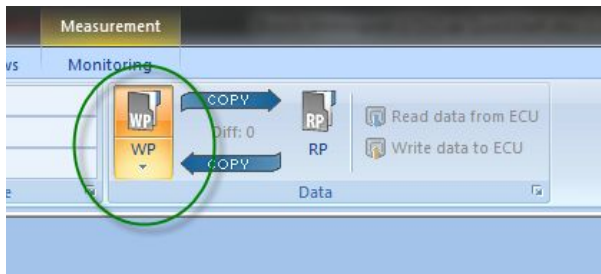 Measurement
ws Monitoring
WP COPY RP Read data from ECU
Diff: 0
WP RP Write data to ECU
COPY
e Data